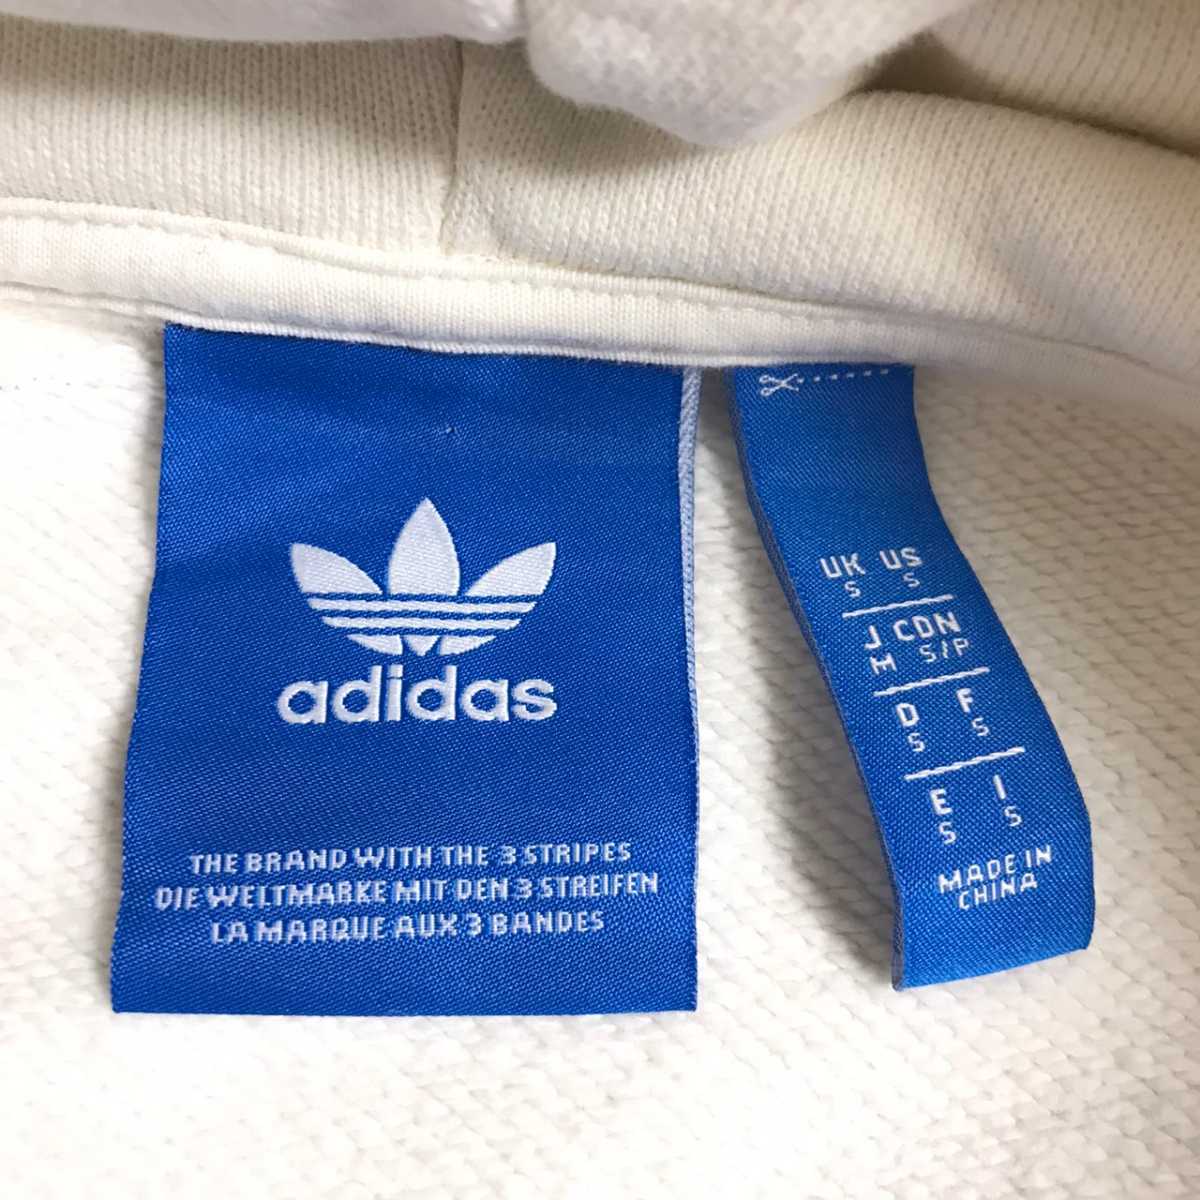 adidas
THE BRAND WITH THE 3 STRIPES
DIE WELTMARKE MIT DEN 3 STREIFEN
LA MARQUE AUX 3 BANDES
UK US
S S
J CDN
M S/P
D F
S S
E I
S S
MADE IN
CHINA